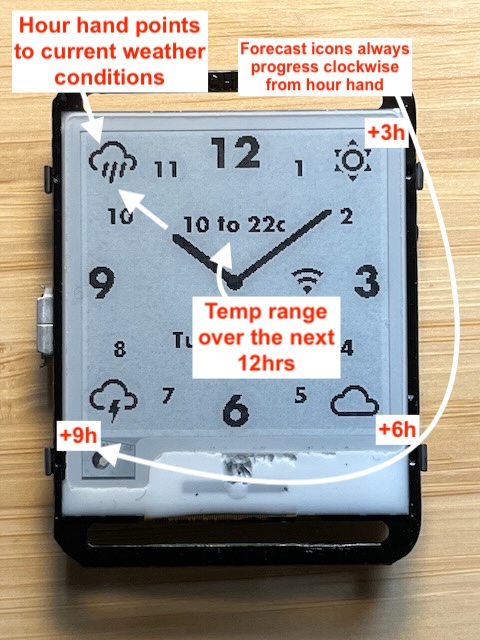 Hour hand points
to current weather
conditions
Forecast icons always
progress clockwise
from hour hand
+3h
11
12
1
10
10 to 22c
2
9
3
Temp range
over the next
12hrs
8
Tu
4
7
6
5
+9h
+6h